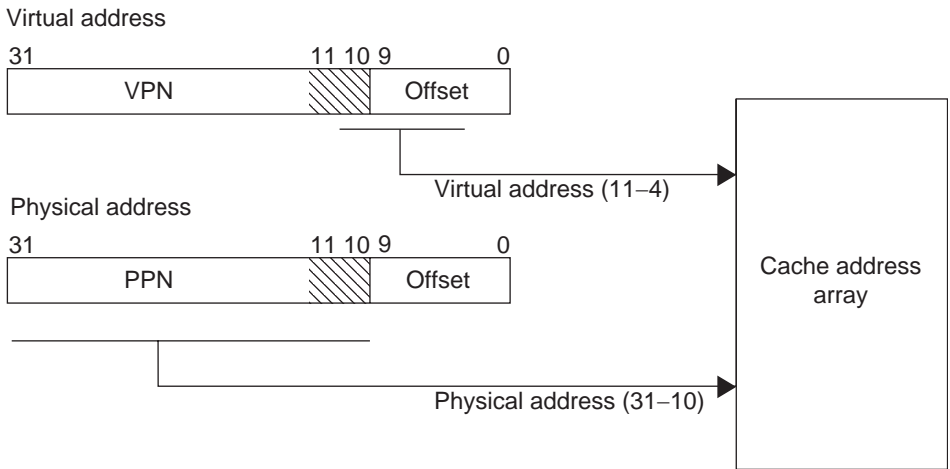 Virtual address
31 11 10 9 0
VPN Offset
Virtual address (11–4)
Physical address
31 11 10 9 0
PPN Offset
Cache address
array
Physical address (31–10)